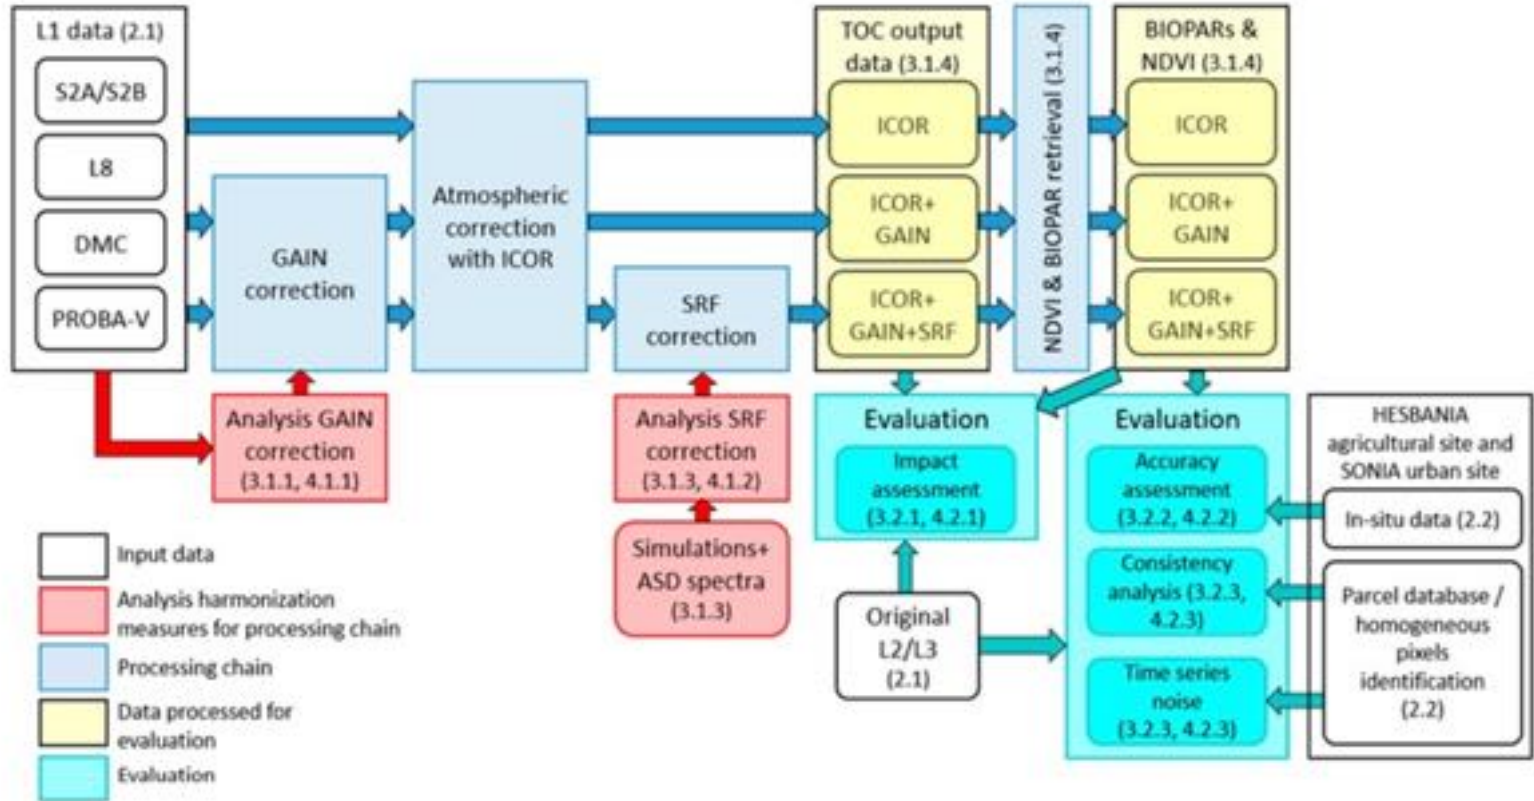 L1 data (2.1)
S2A/S2B
L8
DMC
PROBA-V
GAIN
correction
Atmospheric
correction
with ICOR
SRF
correction
TOC output
data (3.1.4)
ICOR
ICOR+
GAIN
ICOR+
GAIN+SRF
NDVI & BIOPAR retrieval (3.1.4)
BIOPARs &
NDVI (3.1.4)
ICOR
ICOR+
GAIN
ICOR+
GAIN+SRF
Analysis GAIN
correction
(3.1.1, 4.1.1)
Analysis SRF
correction
(3.1.3, 4.1.2)
Simulations+
ASD spectra
(3.1.3)
Evaluation
Impact
assessment
(3.2.1, 4.2.1)
Original
L2/L3
(2.1)
Evaluation
Accuracy
assessment
(3.2.2, 4.2.2)
Consistency
analysis (3.2.3,
4.2.3)
Time series
noise
(3.2.3, 4.2.3)
HESBANIA
agricultural site and
SONIA urban site
In-situ data (2.2)
Parcel database /
homogeneous
pixels
identification
(2.2)
Input data
Analysis harmonization
measures for processing chain
Processing chain
Data processed for
evaluation
Evaluation